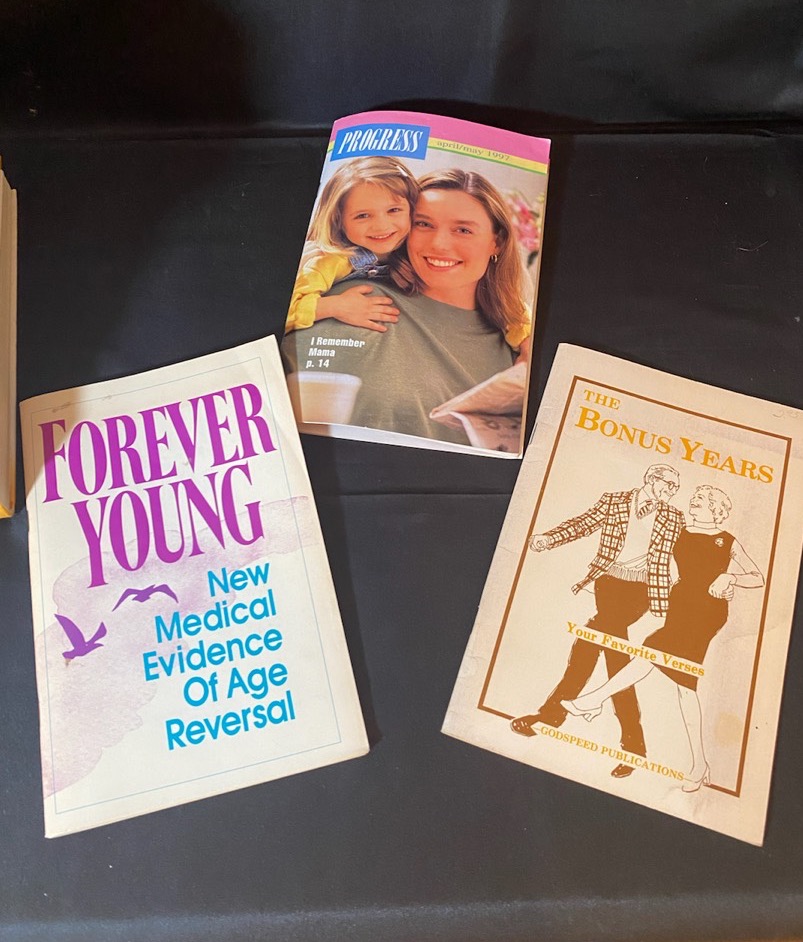 PROGRESS
april/may 1997
I Remember
Mama
p. 14
FOREVER
YOUNG
New
Medical
Evidence
Of Age
Reversal
THE
BONUS YEARS
Your Favorite Verses
GODSPEED PUBLICATIONS